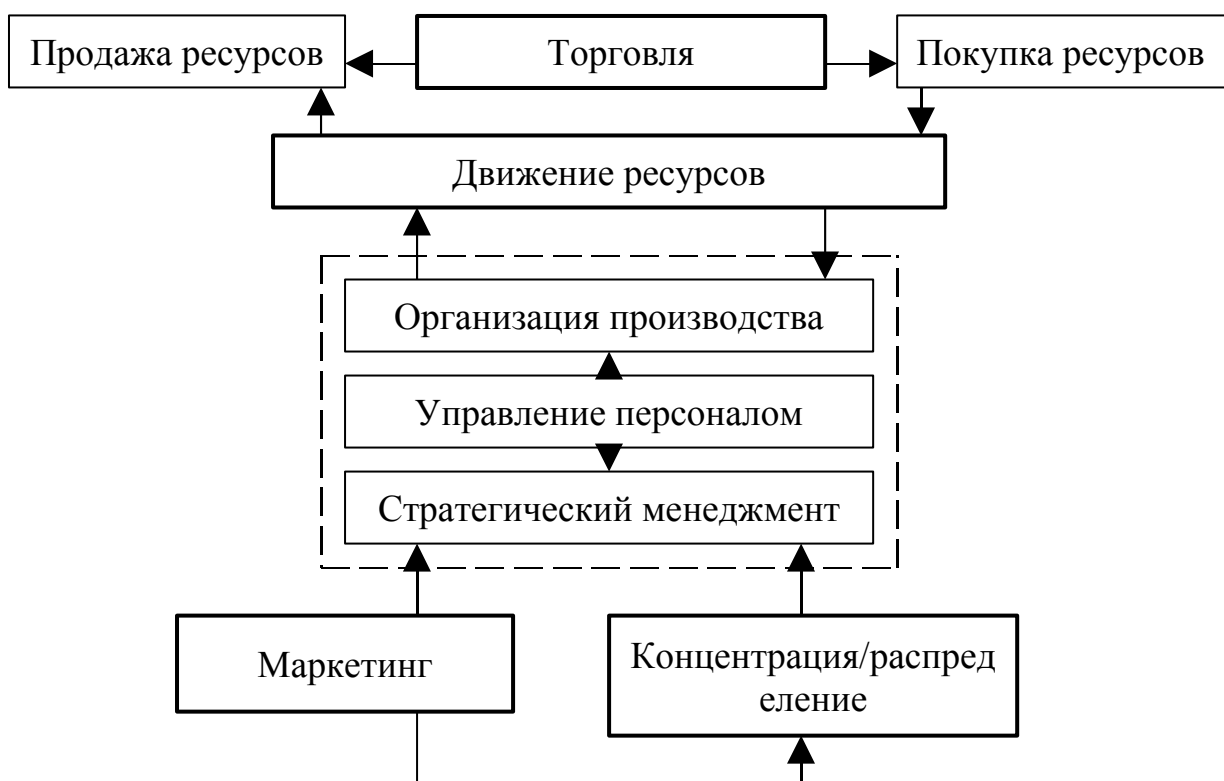 Продажа ресурсов
Торговля
Покупка ресурсов
Движение ресурсов
Организация производства
Управление персоналом
Стратегический менеджмент
Маркетинг
Концентрация/распред
еление